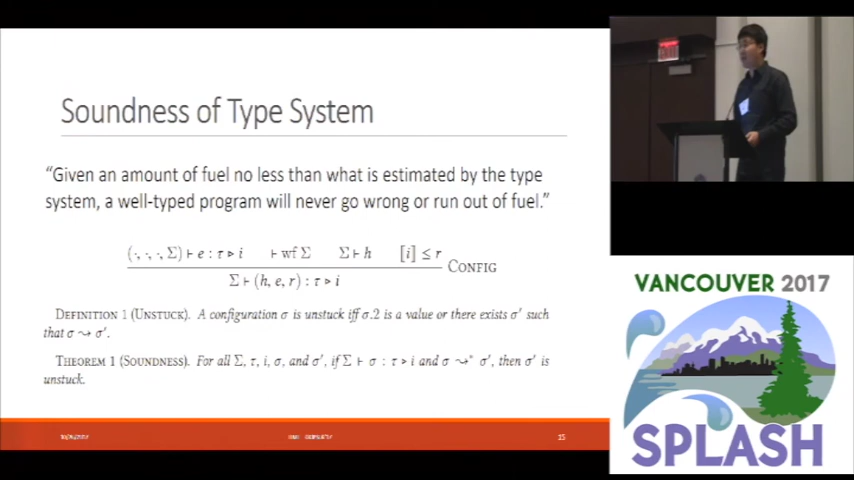 Soundness of Type System
“Given an amount of fuel no less than what is estimated by the type
system, a well-typed program will never go wrong or run out of fuel.”
(·, ·, ·, Σ) ⊢ e : τ ▹ i    ⊢ wf Σ    Σ ⊢ h    ⟦i⟧ ≤ r
CONFIG
Σ ⊢ (h, e, r) : τ ▹ i
DEFINITION 1 (UNSTUCK). A configuration σ is unstuck iff σ.2 is a value or there exists σ′ such
that σ ⇝ σ′.
THEOREM 1 (SOUNDNESS). For all Σ, τ, i, σ, and σ′, if Σ ⊢ σ : τ ▹ i and σ ⇝* σ′, then σ′ is
unstuck.
15
VANCOUVER 2017
SPLASH